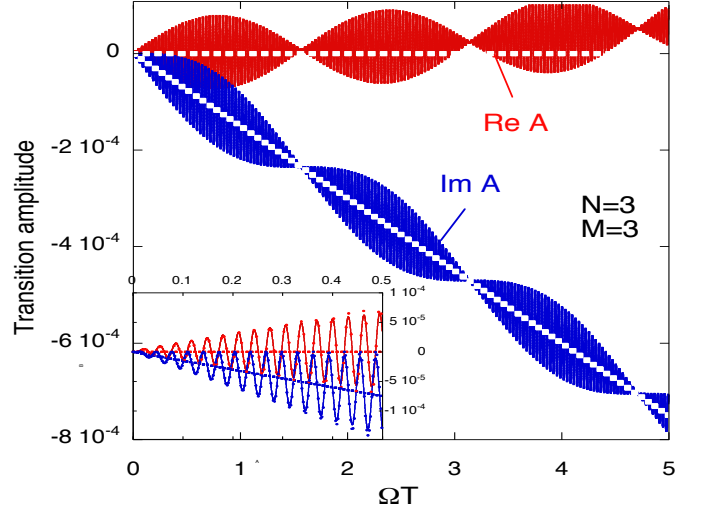 0
-2 10⁻⁴
-4 10⁻⁴
-6 10⁻⁴
-8 10⁻⁴
Transition amplitude
Re A
Im A
N=3
M=3
0 0.1 0.2 0.3 0.4 0.5
1 10⁻⁴
5 10⁻⁵
0
-5 10⁻⁵
-1 10⁻⁴
0 1 2 3 4 5
ΩT